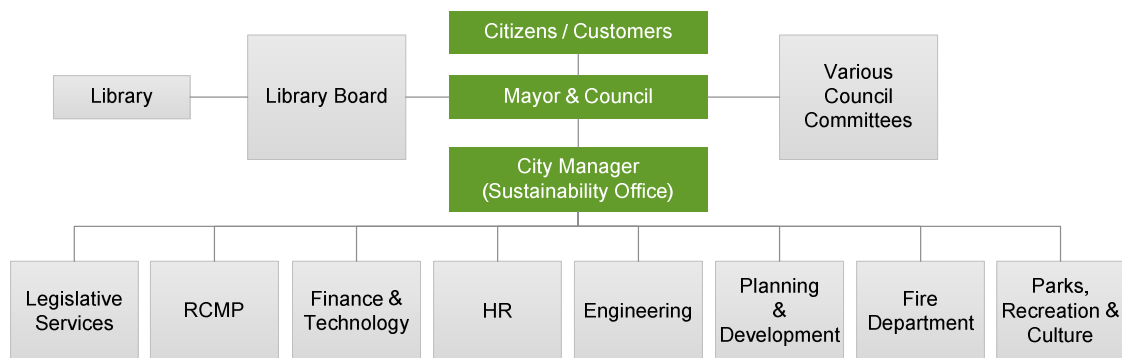 Citizens / Customers
Library
Library Board
Mayor & Council
Various
Council
Committees
City Manager
(Sustainability Office)
Legislative
Services
RCMP
Finance &
Technology
HR
Engineering
Planning
&
Development
Fire
Department
Parks,
Recreation &
Culture